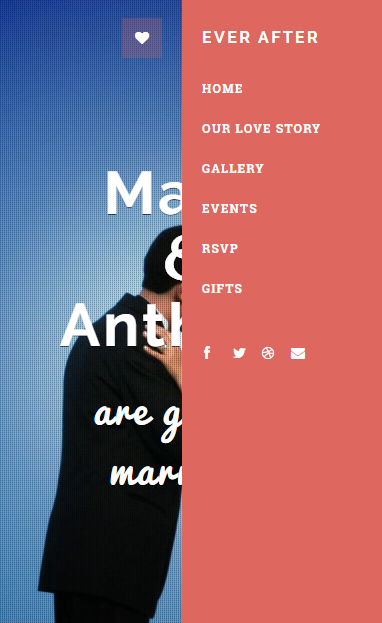 EVER AFTER
HOME
OUR LOVE STORY
GALLERY
EVENTS
RSVP
GIFTS
Ma
&
Anth
are g
marr